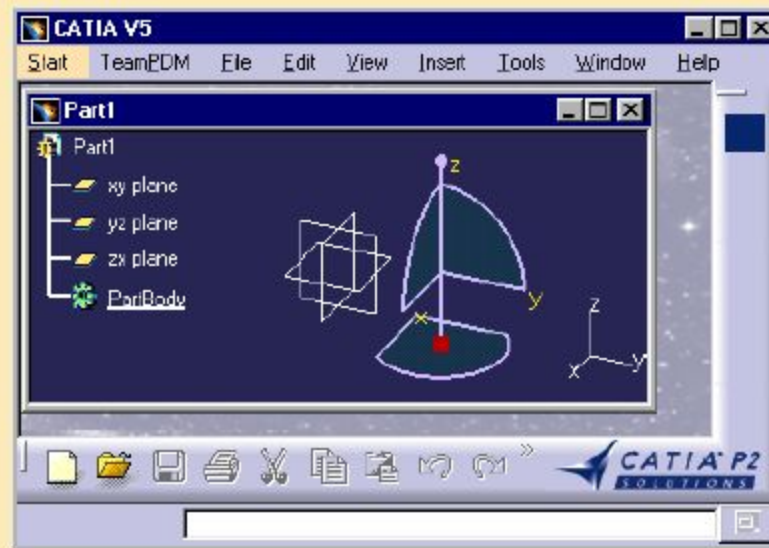 CATIA V5
Start TeamPDM File Edit View Insert Tools Window Help
Part1
Part1
xy plane
yz plane
zx plane
PartBody
z
y
x
z
y
x
»
CATIA P2
SOLUTIONS